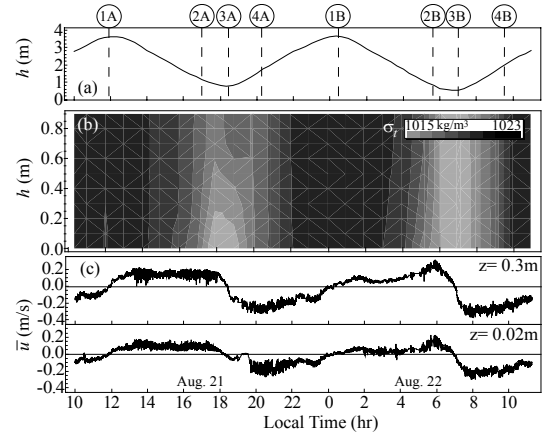 1A 2A 3A 4A 1B 2B 3B 4B
h (m)
4
3
2
1
0
(a)
(b)
σt
1015 kg/m³ 1023
h (m)
0.8
0.6
0.4
0.2
0.0
(c)
z= 0.3m
0.2
0.0
-0.2
-0.4
ū (m/s)
z= 0.02m
0.2
0.0
-0.2
-0.4
Aug. 21 Aug. 22
10 12 14 16 18 20 22 0 2 4 6 8 10
Local Time (hr)